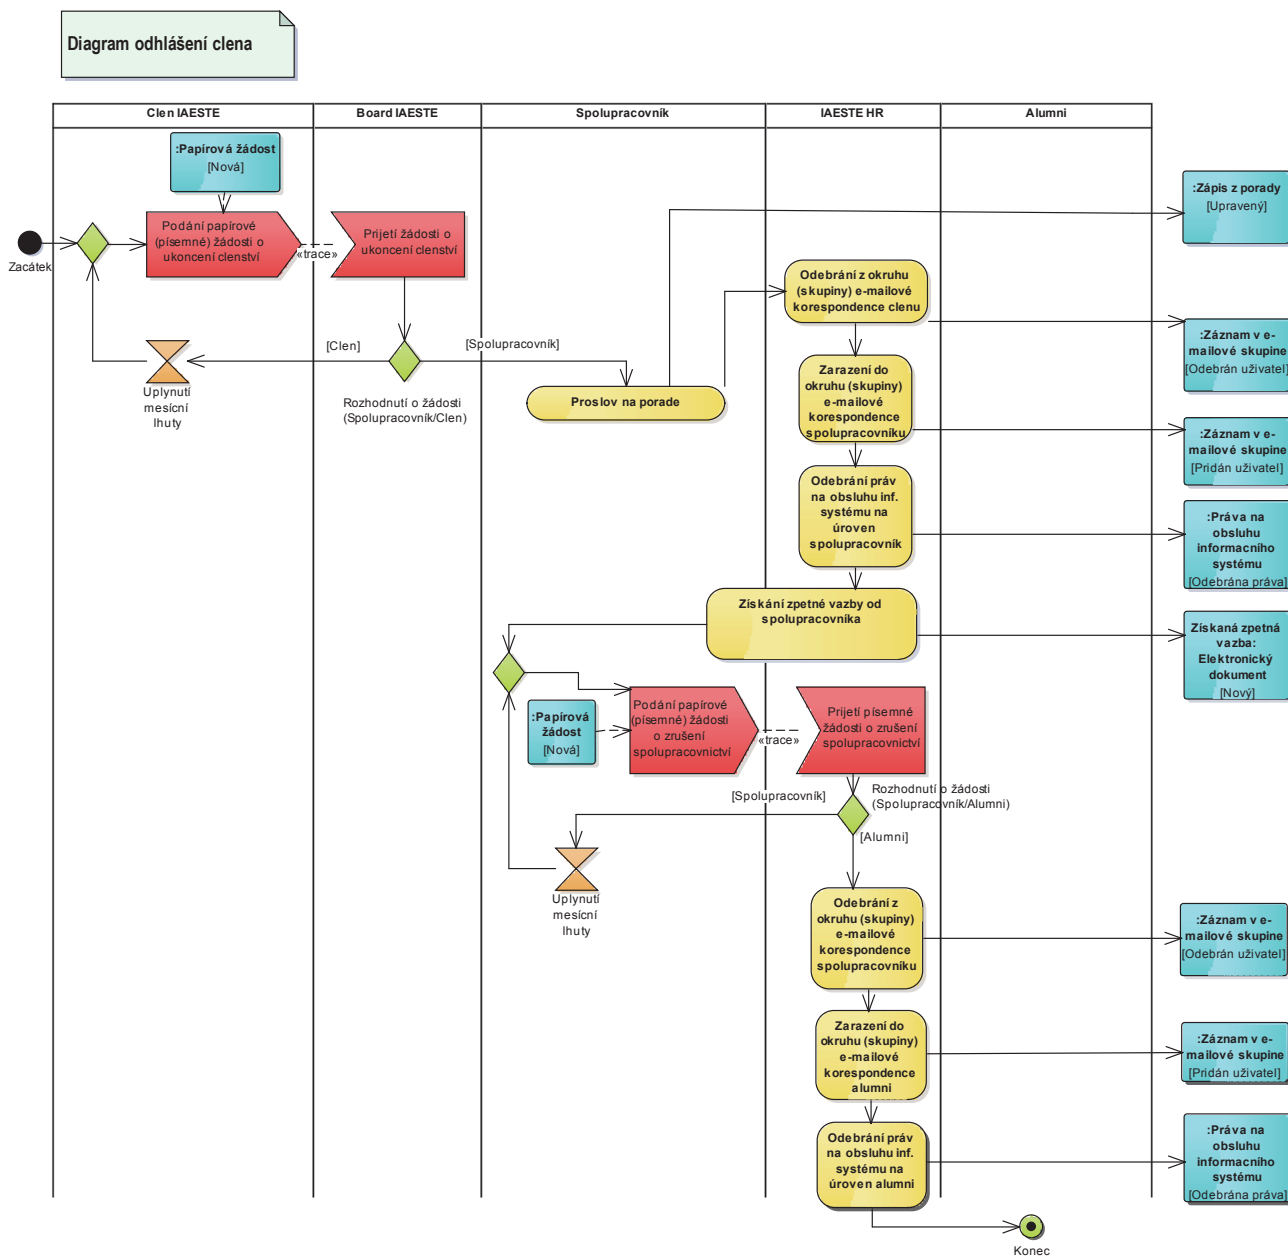 Diagram odhlášení clena
Clen IAESTE
Board IAESTE
Spolupracovník
IAESTE HR
Alumni
:Papírová žádost
[Nová]
Zacátek
Podání papírové
(písemné) žádosti o
ukoncení clenství
«trace»
Prijetí žádosti o
ukoncení clenství
:Zápis z porady
[Upravený]
Odebrání z okruhu
(skupiny) e-mailové
korespondence clenu
[Clen]
[Spolupracovník]
Uplynutí
mesícní
lhuty
Rozhodnutí o žádosti
(Spolupracovník/Clen)
Proslov na porade
:Záznam v e-
mailové skupine
[Odebrán uživatel]
Zarazení do
okruhu (skupiny)
e-mailové
korespondence
spolupracovníku
:Záznam v e-
mailové skupine
[Pridán uživatel]
Odebrání práv
na obsluhu inf.
systému na
úroven
spolupracovník
:Práva na
obsluhu
informacního
systému
[Odebrána práva]
Získání zpetné vazby od
spolupracovníka
Získaná zpetná
vazba:
Elektronický
dokument
[Nový]
:Papírová
žádost
[Nová]
Podání papírové
(písemné) žádosti
o zrušení
spolupracovnictví
«trace»
Prijetí písemné
žádosti o zrušení
spolupracovnictví
[Spolupracovník]
Rozhodnutí o žádosti
(Spolupracovník/Alumni)
[Alumni]
Uplynutí
mesícní
lhuty
Odebrání z
okruhu (skupiny)
e-mailové
korespondence
spolupracovníku
:Záznam v e-
mailové skupine
[Odebrán uživatel]
Zarazení do
okruhu (skupiny)
e-mailové
korespondence
alumni
:Záznam v e-
mailové skupine
[Pridán uživatel]
Odebrání práv
na obsluhu inf.
systému na
úroven alumni
:Práva na
obsluhu
informacního
systému
[Odebrána práva]
Konec